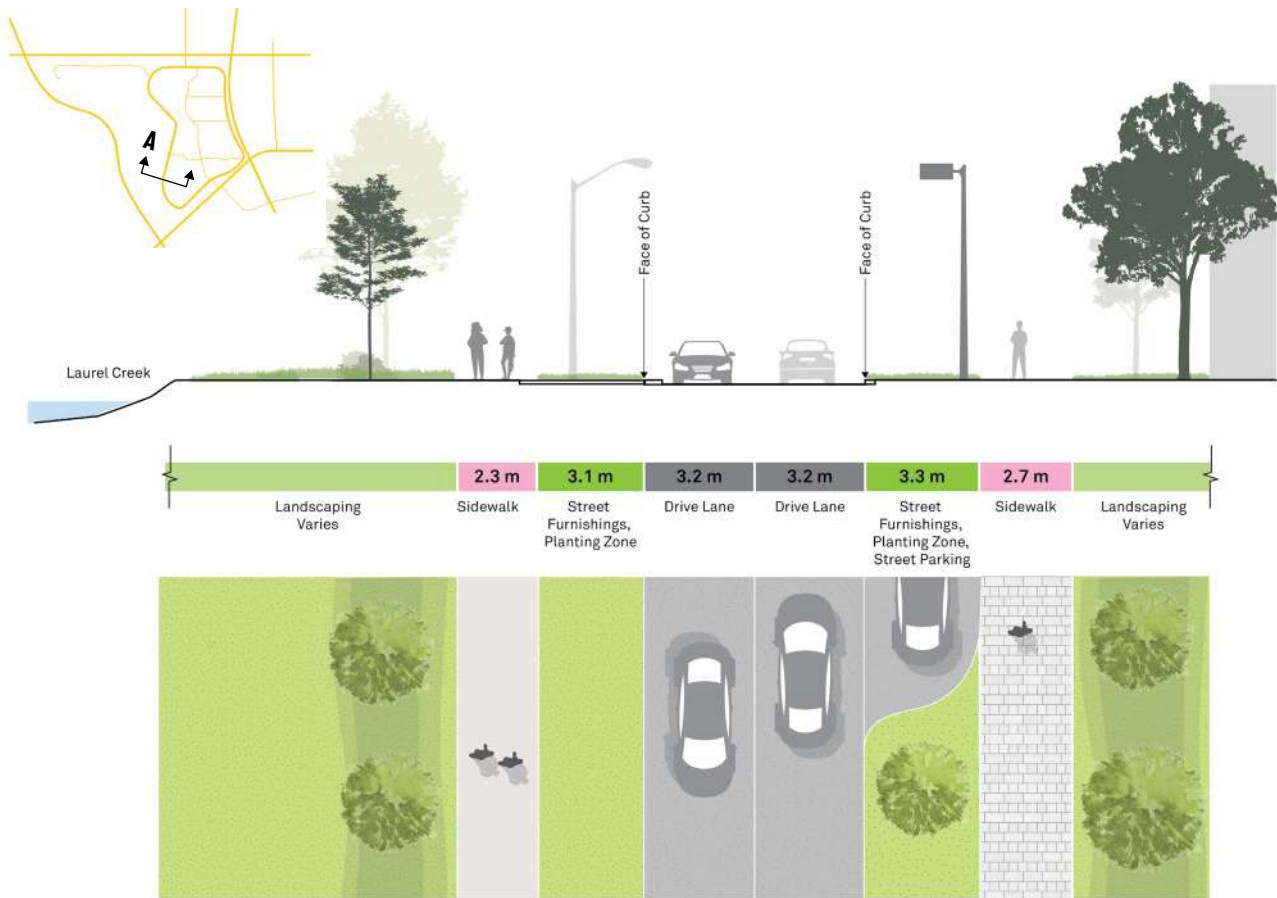 A
Face of Curb
Face of Curb
Laurel Creek
2.3 m
3.1 m
3.2 m
3.2 m
3.3 m
2.7 m
Landscaping
Varies
Sidewalk
Street
Furnishings,
Planting Zone
Drive Lane
Drive Lane
Street
Furnishings,
Planting Zone,
Street Parking
Sidewalk
Landscaping
Varies